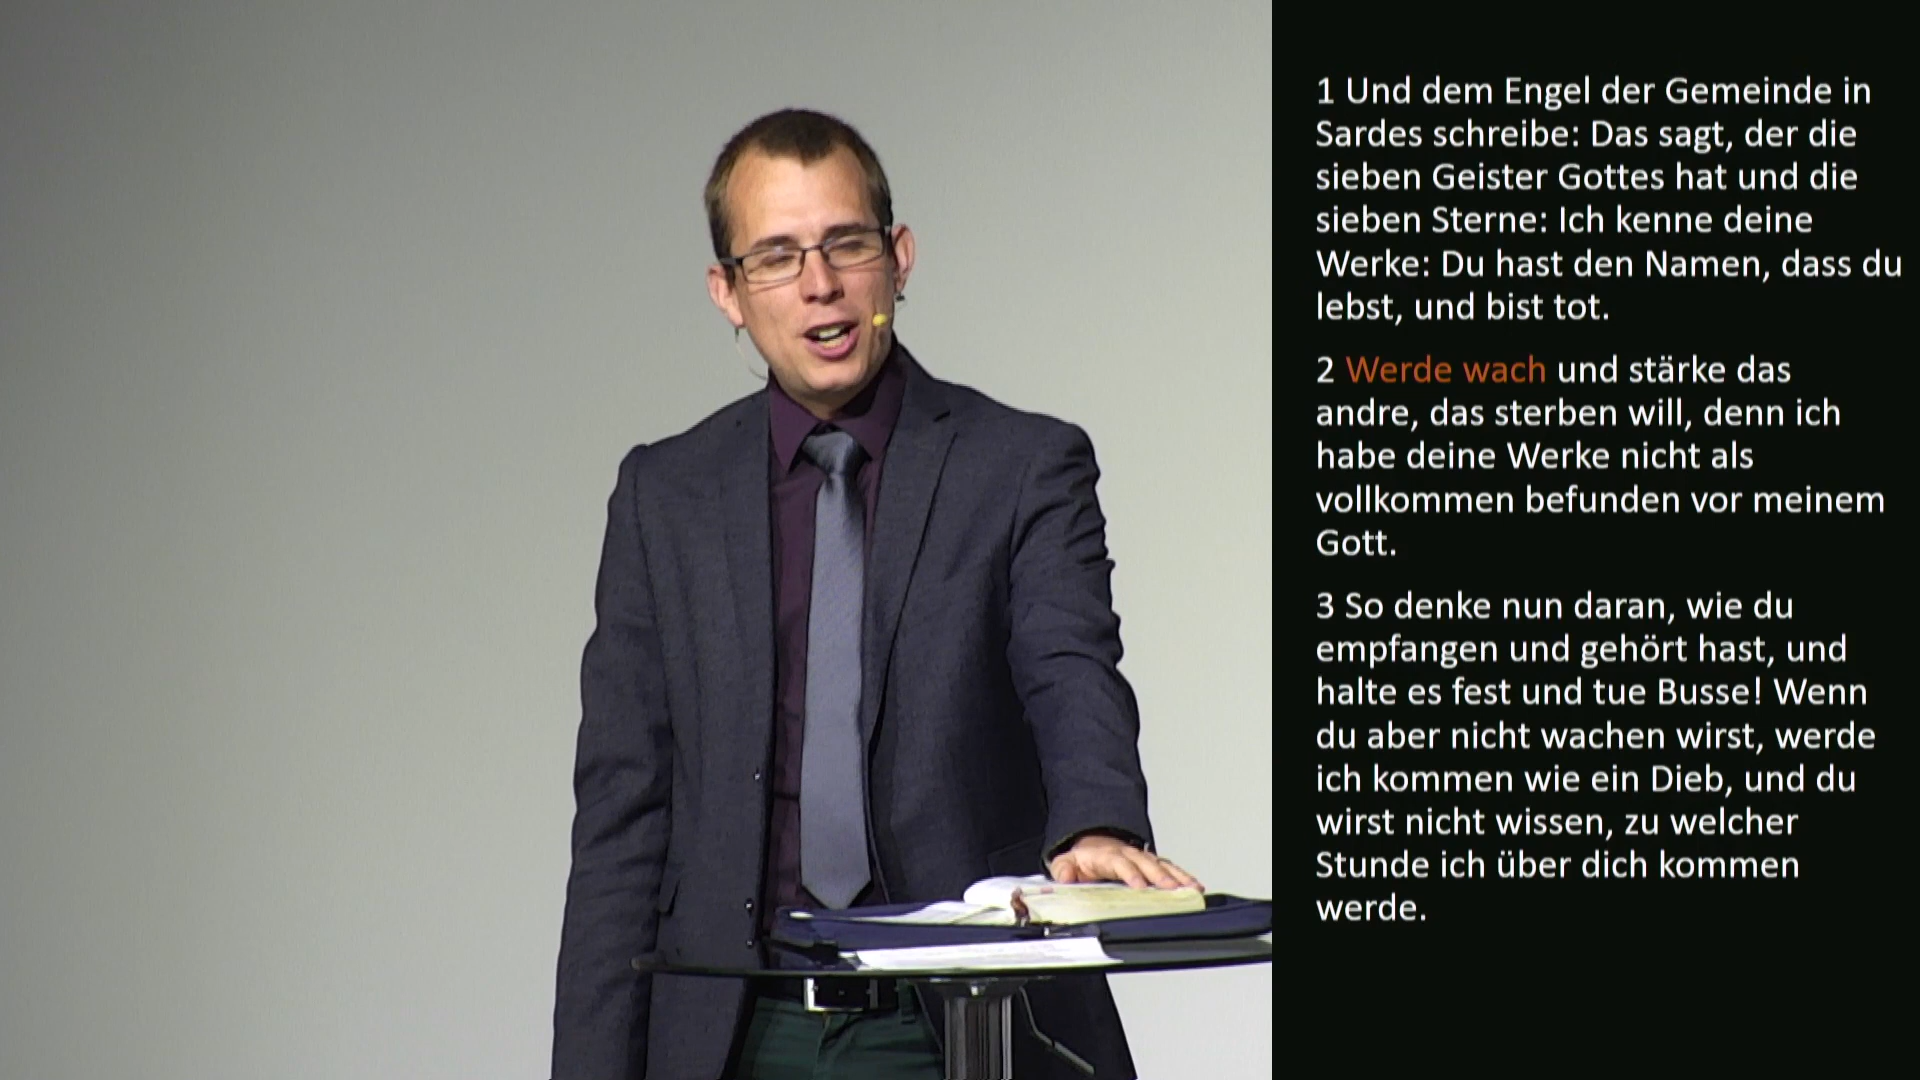 1 Und dem Engel der Gemeinde in
Sardes schreibe: Das sagt, der die
sieben Geister Gottes hat und die
sieben Sterne: Ich kenne deine
Werke: Du hast den Namen, dass du
lebst, und bist tot.
2 Werde wach und stärke das
andre, das sterben will, denn ich
habe deine Werke nicht als
vollkommen befunden vor meinem
Gott.
3 So denke nun daran, wie du
empfangen und gehört hast, und
halte es fest und tue Busse! Wenn
du aber nicht wachen wirst, werde
ich kommen wie ein Dieb, und du
wirst nicht wissen, zu welcher
Stunde ich über dich kommen
werde.